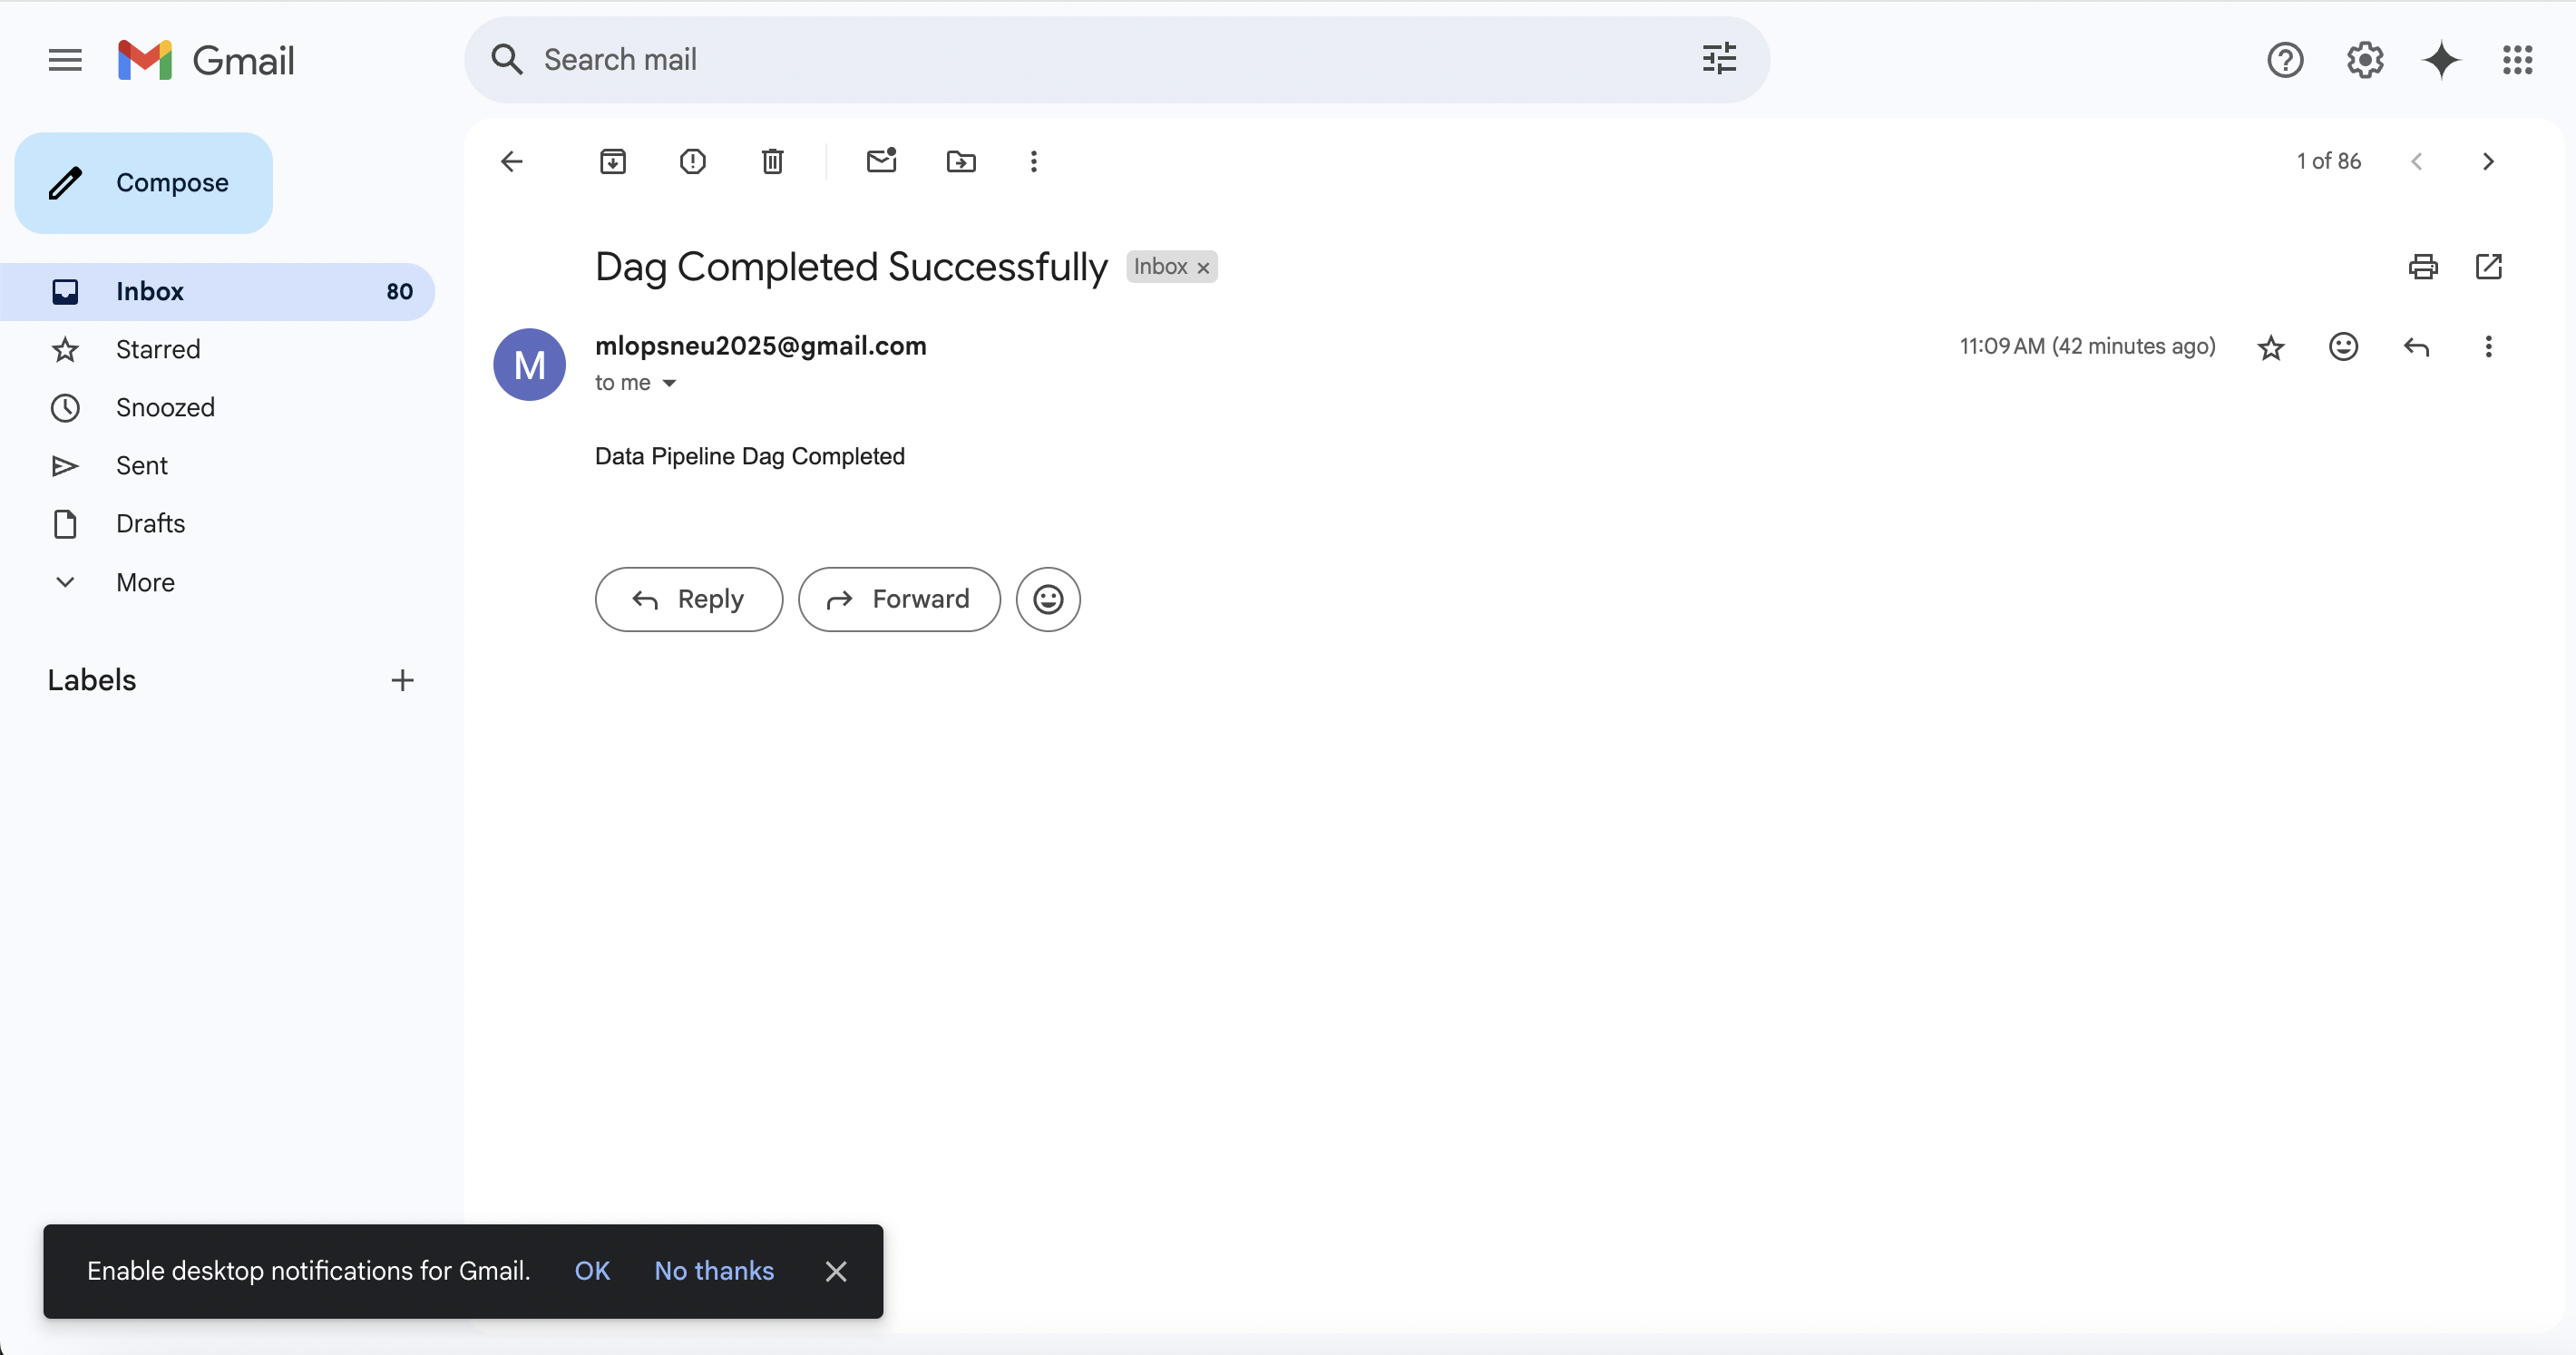 Gmail
Search mail
Compose
1 of 86
Inbox 80
Starred
Snoozed
Sent
Drafts
More
Labels
Dag Completed Successfully Inbox ×
M
mlopsneu2025@gmail.com
11:09 AM (42 minutes ago)
to me
Data Pipeline Dag Completed
Reply
Forward
Enable desktop notifications for Gmail. OK No thanks